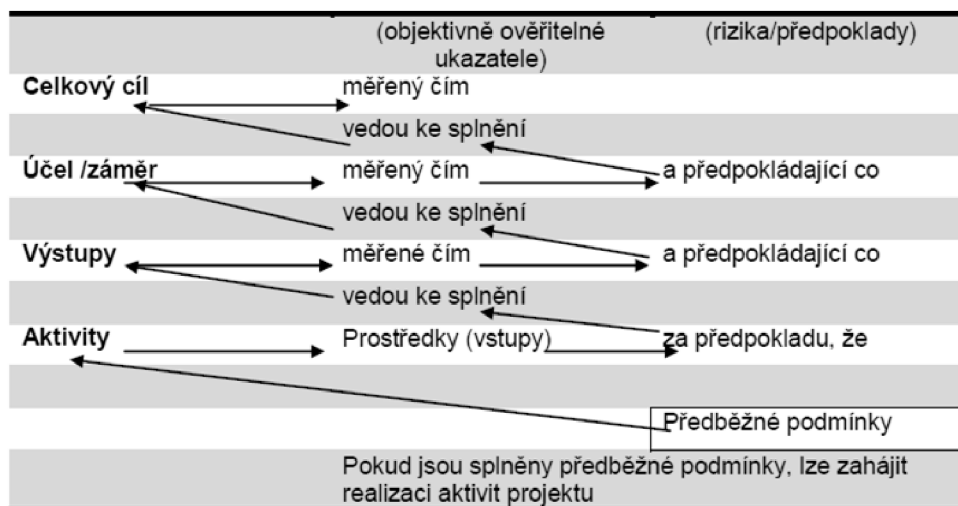 (objektivně ověřitelné (rizika/předpoklady)
ukazatele)
Celkový cíl měřený čím
vedou ke splnění
Účel /záměr měřený čím a předpokládající co
vedou ke splnění
Výstupy měřené čím a předpokládající co
vedou ke splnění
Aktivity Prostředky (vstupy) za předpokladu, že
Předběžné podmínky
Pokud jsou splněny předběžné podmínky, lze zahájit
realizaci aktivit projektu